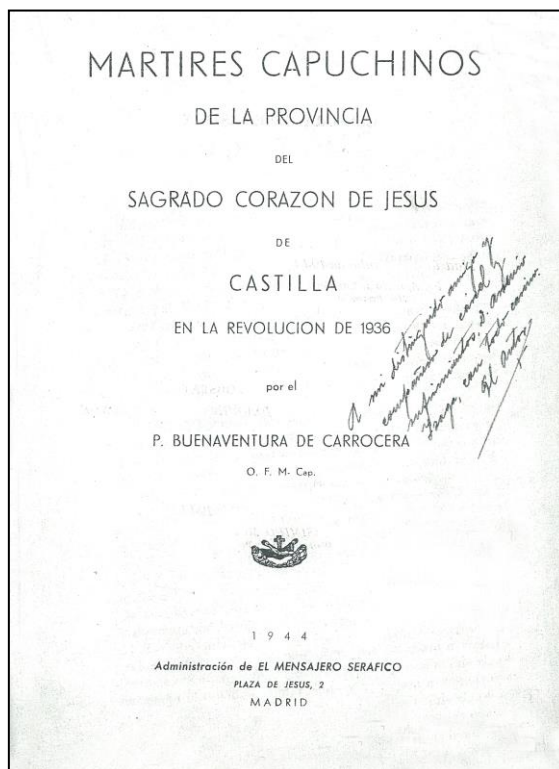 MARTIRES CAPUCHINOS
DE LA PROVINCIA
DEL
SAGRADO CORAZON DE JESUS
DE
CASTILLA
EN LA REVOLUCION DE 1936
por el
P. BUENAVENTURA DE CARROCERA
O. F. M. Cap.
A mi distinguido amigo y
compañero de carcel y
sufrimientos, d. Antonio
con todo cariño.
El Autor
1944
Administración de EL MENSAJERO SERAFICO
PLAZA DE JESUS, 2
MADRID